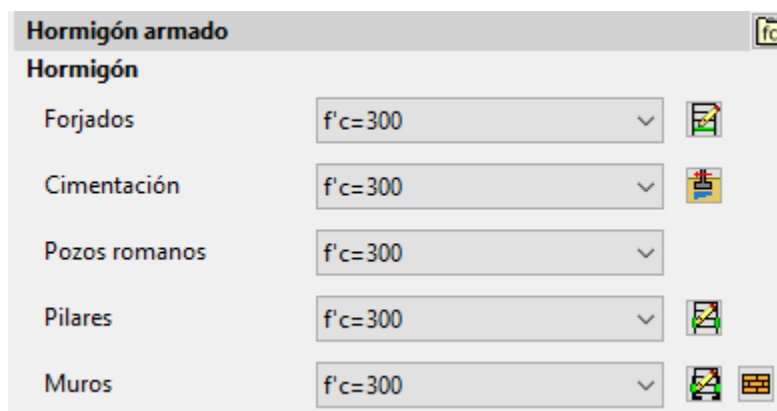 Hormigón armado
Hormigón
Forjados f'c=300
Cimentación f'c=300
Pozos romanos f'c=300
Pilares f'c=300
Muros f'c=300